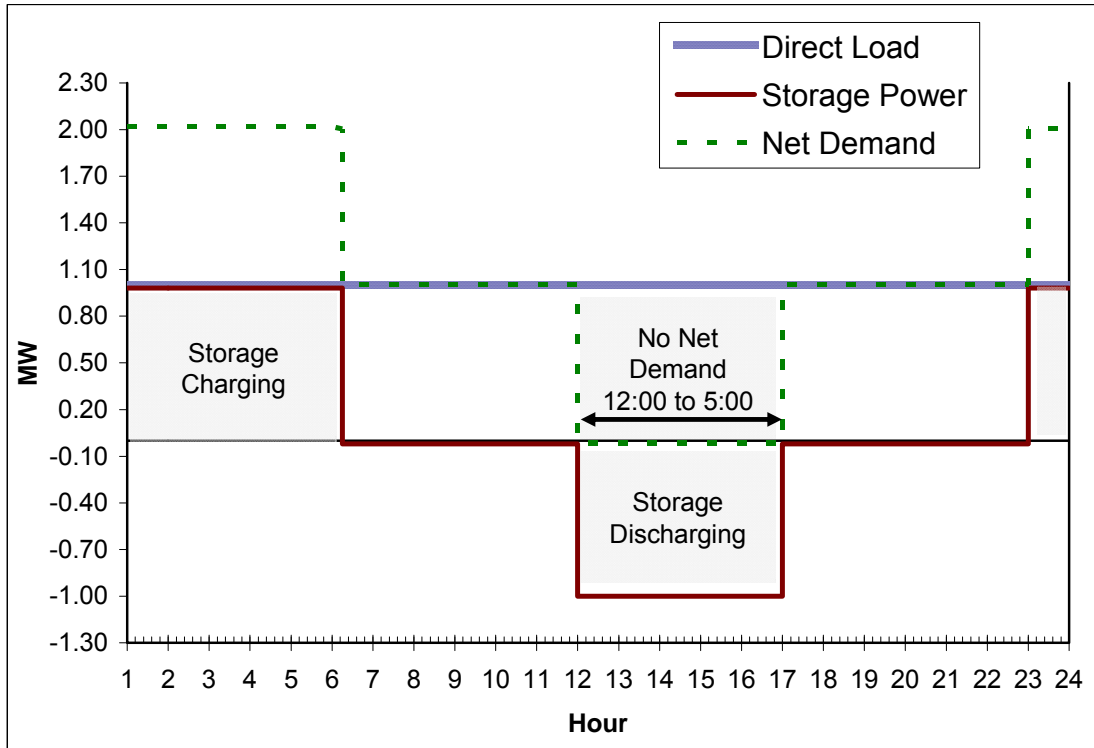 Direct Load
Storage Power
Net Demand
2.30
2.00
1.70
1.40
1.10
0.80
0.50
0.20
-0.10
-0.40
-0.70
-1.00
-1.30
MW
Storage
Charging
No Net
Demand
12:00 to 5:00
Storage
Discharging
1 2 3 4 5 6 7 8 9 10 11 12 13 14 15 16 17 18 19 20 21 22 23 24
Hour